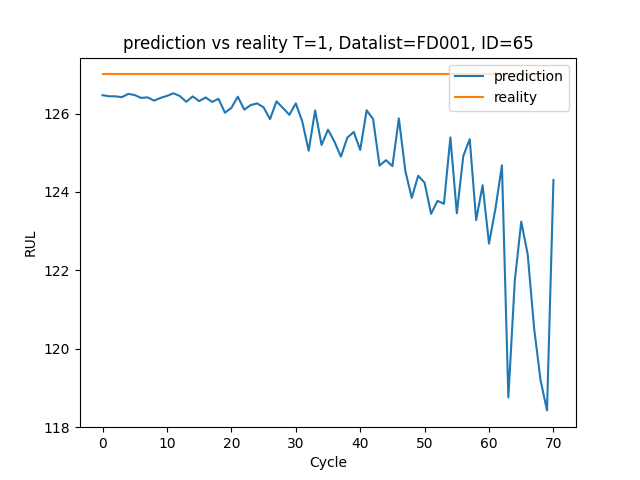 prediction vs reality T=1, Datalist=FD001, ID=65
prediction
reality
126
124
122
120
118
RUL
0 10 20 30 40 50 60 70
Cycle